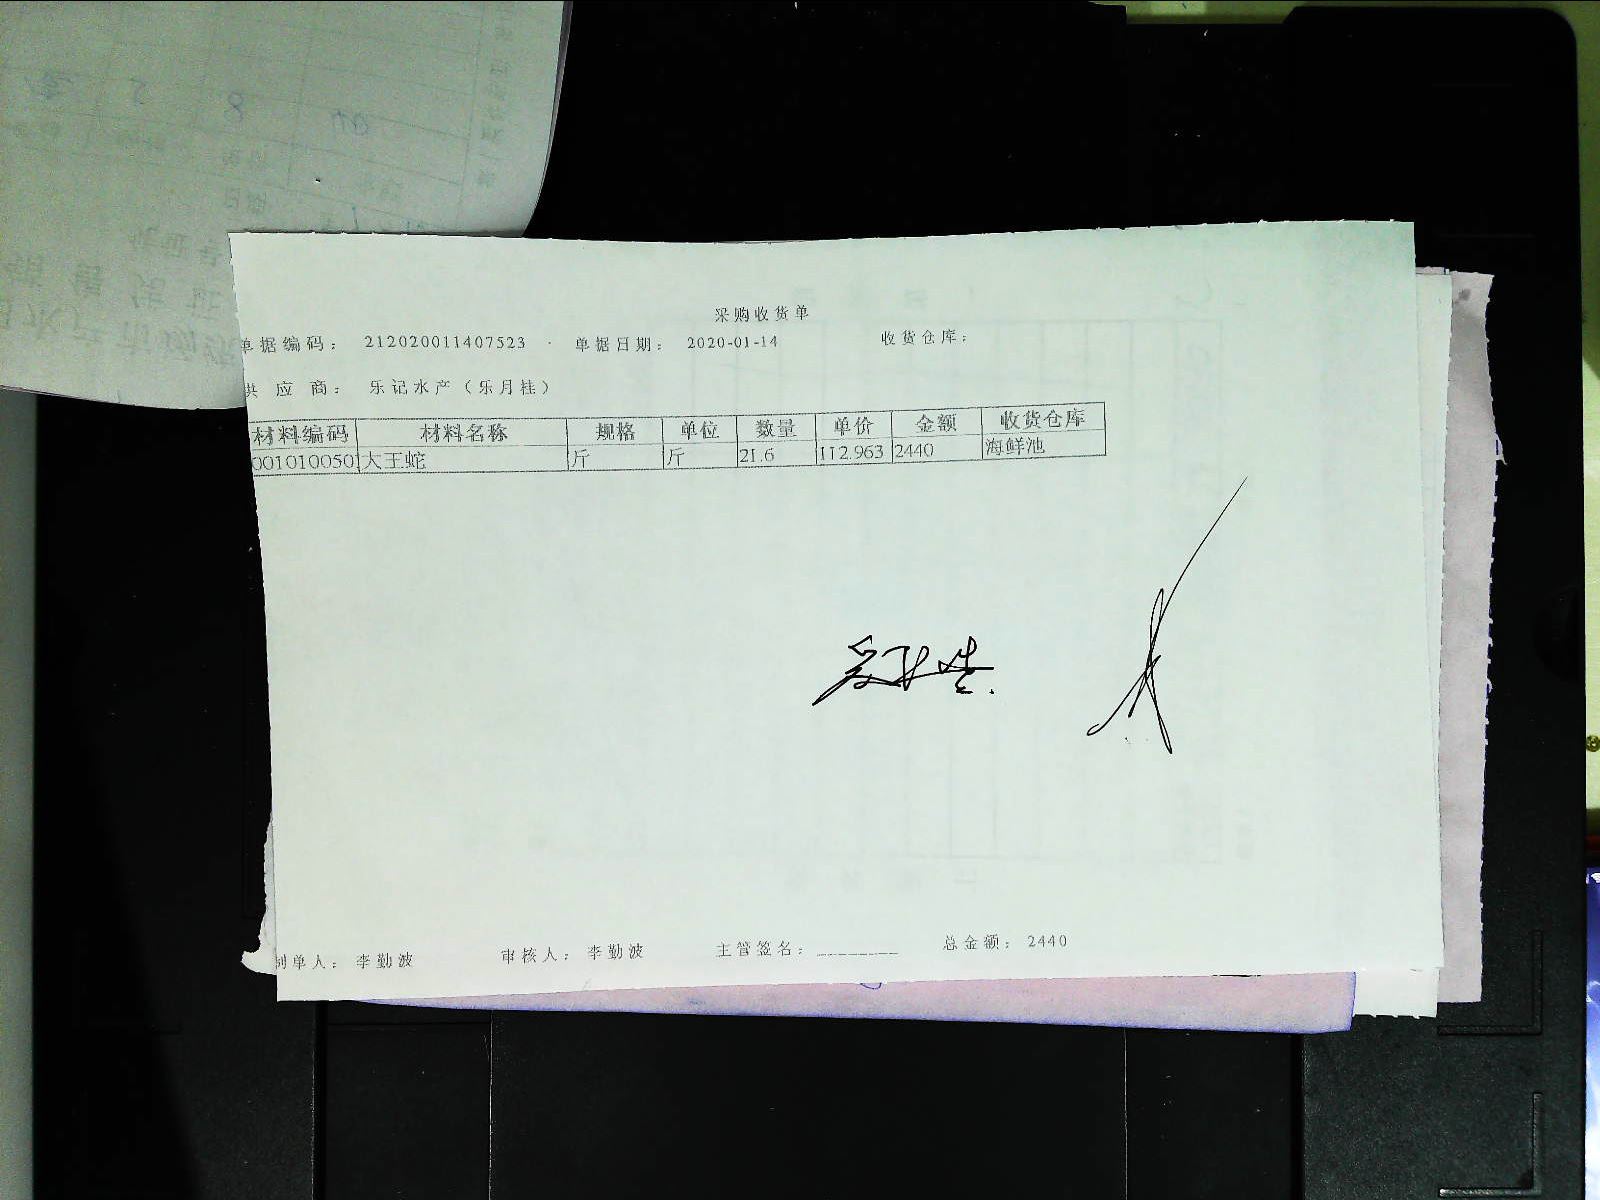 采购收货单
单据编码： 212020011407523 单据日期： 2020-01-14 收货仓库：
供应商： 乐记水产（乐月桂）
材料编码 材料名称 规格 单位 数量 单价 金额 收货仓库
001010050 大王蛇 斤 斤 21.6 112.963 2440 海鲜池
制单人： 李勤波 审核人： 李勤波 主管签名： 总金额： 2440